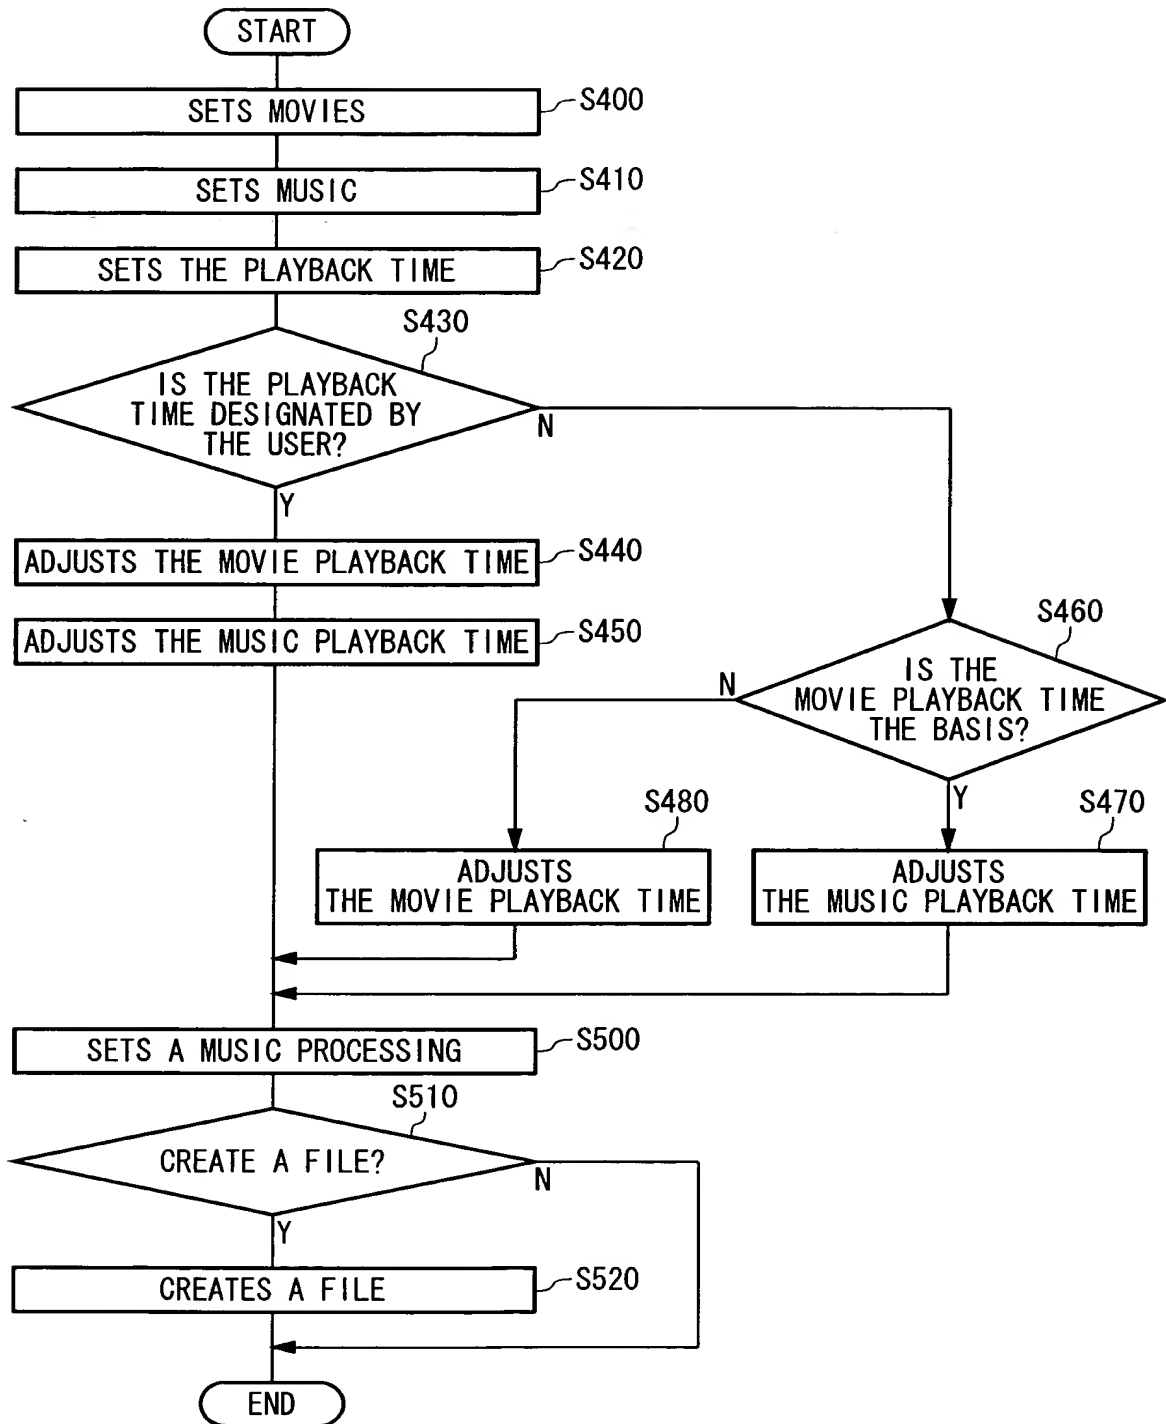 START
SETS MOVIES
S400
SETS MUSIC
S410
SETS THE PLAYBACK TIME
S420
S430
IS THE PLAYBACK
TIME DESIGNATED BY
THE USER?
N
Y
ADJUSTS THE MOVIE PLAYBACK TIME
S440
ADJUSTS THE MUSIC PLAYBACK TIME
S450
S460
IS THE
MOVIE PLAYBACK TIME
THE BASIS?
N
Y
S480
ADJUSTS
THE MOVIE PLAYBACK TIME
S470
ADJUSTS
THE MUSIC PLAYBACK TIME
SETS A MUSIC PROCESSING
S500
S510
CREATE A FILE?
N
Y
CREATES A FILE
S520
END